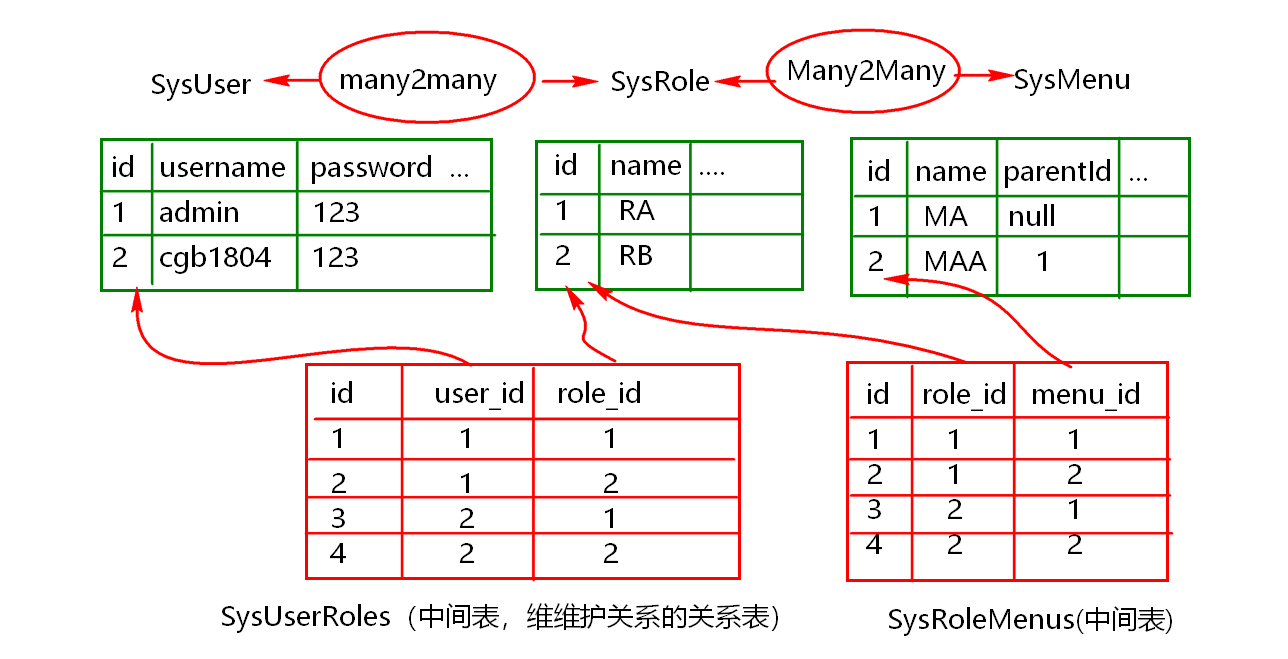 SysUser many2many SysRole Many2Many SysMenu
id username password ...
1 admin 123
2 cgb1804 123
id name ....
1 RA
2 RB
id name parentId ...
1 MA null
2 MAA 1
id user_id role_id
1 1 1
2 1 2
3 2 1
4 2 2
id role_id menu_id
1 1 1
2 1 2
3 2 1
4 2 2
SysUserRoles（中间表，维维护关系的关系表）
SysRoleMenus(中间表)